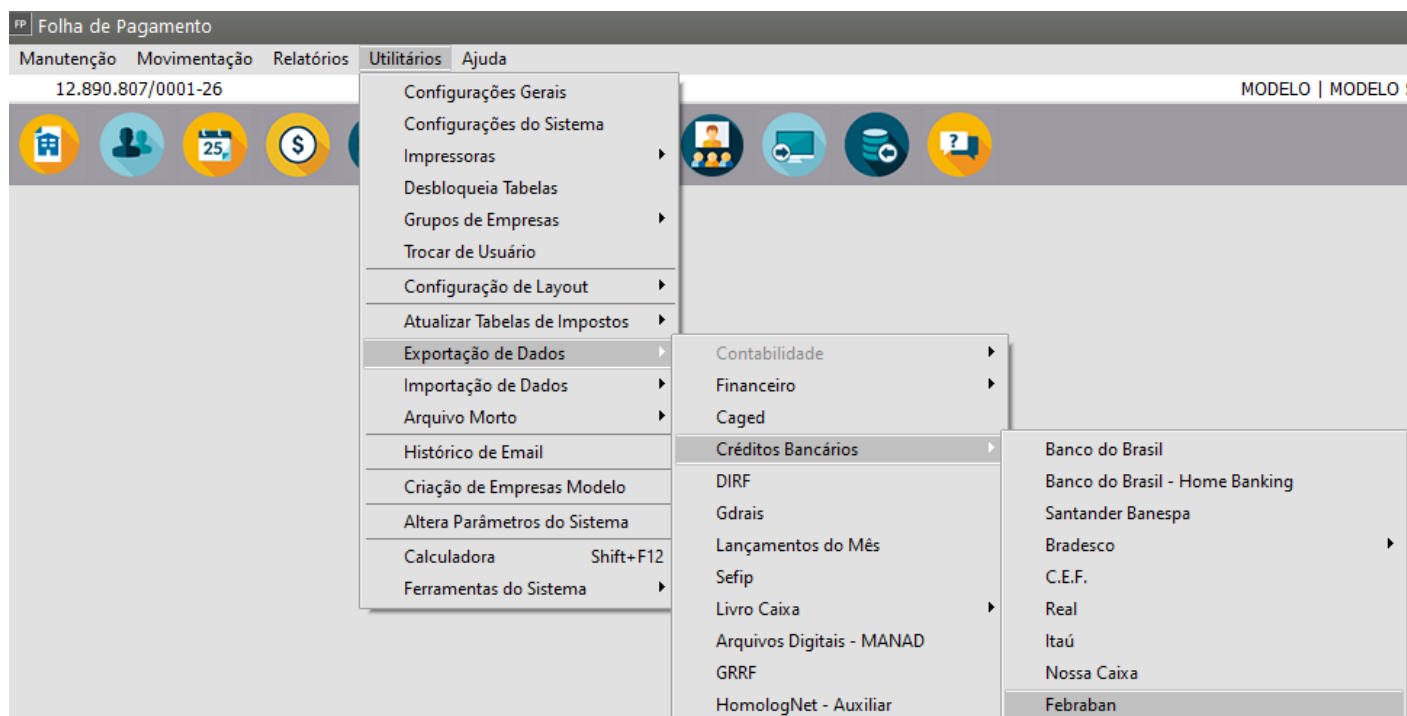 FP Folha de Pagamento
Manutenção Movimentação Relatórios Utilitários Ajuda
12.890.807/0001-26 MODELO | MODELO
25
$
?
Configurações Gerais
Configurações do Sistema
Impressoras
Desbloqueia Tabelas
Grupos de Empresas
Trocar de Usuário
Configuração de Layout
Atualizar Tabelas de Impostos
Exportação de Dados
Importação de Dados
Arquivo Morto
Histórico de Email
Criação de Empresas Modelo
Altera Parâmetros do Sistema
Calculadora Shift+F12
Ferramentas do Sistema
Contabilidade
Financeiro
Caged
Créditos Bancários
DIRF
Gdrais
Lançamentos do Mês
Sefip
Livro Caixa
Arquivos Digitais - MANAD
GRRF
HomologNet - Auxiliar
Banco do Brasil
Banco do Brasil - Home Banking
Santander Banespa
Bradesco
C.E.F.
Real
Itaú
Nossa Caixa
Febraban